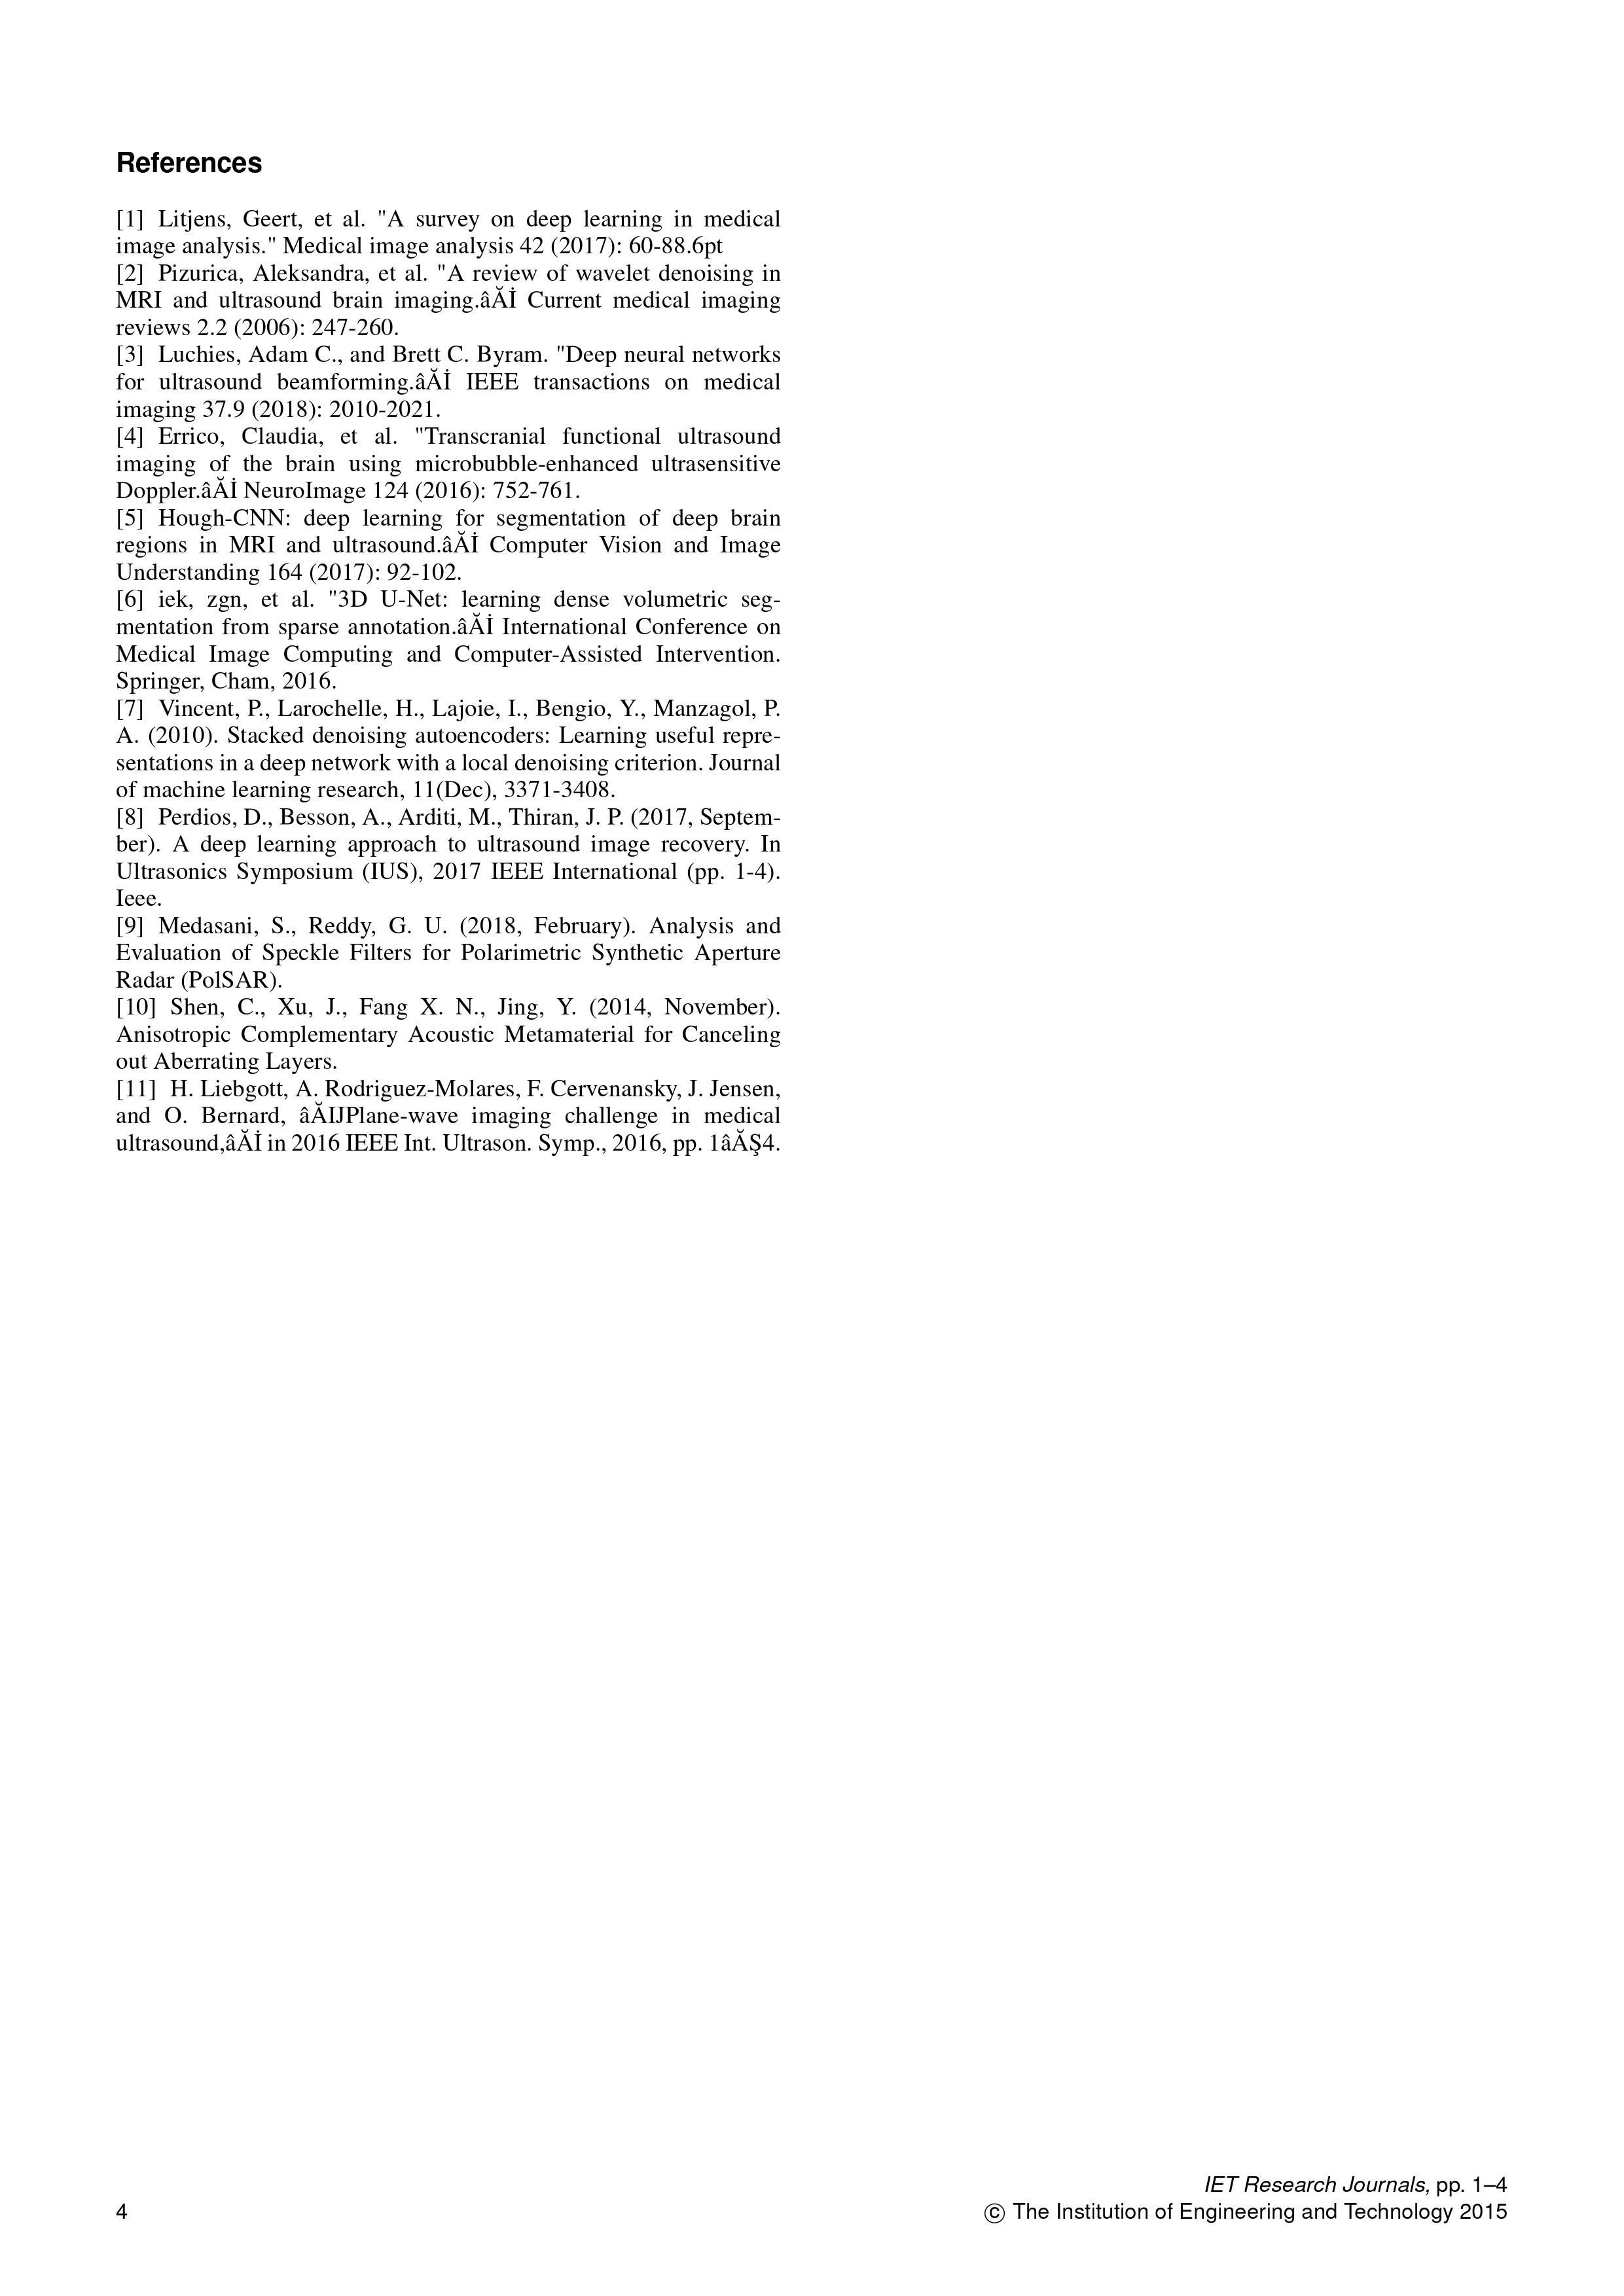 References
[1] Litjens, Geert, et al. "A survey on deep learning in medical
image analysis." Medical image analysis 42 (2017): 60-88.6pt
[2] Pizurica, Aleksandra, et al. "A review of wavelet denoising in
MRI and ultrasound brain imaging.âĂİ Current medical imaging
reviews 2.2 (2006): 247-260.
[3] Luchies, Adam C., and Brett C. Byram. "Deep neural networks
for ultrasound beamforming.âĂİ IEEE transactions on medical
imaging 37.9 (2018): 2010-2021.
[4] Errico, Claudia, et al. "Transcranial functional ultrasound
imaging of the brain using microbubble-enhanced ultrasensitive
Doppler.âĂİ NeuroImage 124 (2016): 752-761.
[5] Hough-CNN: deep learning for segmentation of deep brain
regions in MRI and ultrasound.âĂİ Computer Vision and Image
Understanding 164 (2017): 92-102.
[6] iek, zgn, et al. "3D U-Net: learning dense volumetric seg-
mentation from sparse annotation.âĂİ International Conference on
Medical Image Computing and Computer-Assisted Intervention.
Springer, Cham, 2016.
[7] Vincent, P., Larochelle, H., Lajoie, I., Bengio, Y., Manzagol, P.
A. (2010). Stacked denoising autoencoders: Learning useful repre-
sentations in a deep network with a local denoising criterion. Journal
of machine learning research, 11(Dec), 3371-3408.
[8] Perdios, D., Besson, A., Arditi, M., Thiran, J. P. (2017, Septem-
ber). A deep learning approach to ultrasound image recovery. In
Ultrasonics Symposium (IUS), 2017 IEEE International (pp. 1-4).
Ieee.
[9] Medasani, S., Reddy, G. U. (2018, February). Analysis and
Evaluation of Speckle Filters for Polarimetric Synthetic Aperture
Radar (PolSAR).
[10] Shen, C., Xu, J., Fang X. N., Jing, Y. (2014, November).
Anisotropic Complementary Acoustic Metamaterial for Canceling
out Aberrating Layers.
[11] H. Liebgott, A. Rodriguez-Molares, F. Cervenansky, J. Jensen,
and O. Bernard, âĂIJPlane-wave imaging challenge in medical
ultrasound,âĂİ in 2016 IEEE Int. Ultrason. Symp., 2016, pp. 1âĂŞ4.
IET Research Journals, pp. 1–4
4 © The Institution of Engineering and Technology 2015